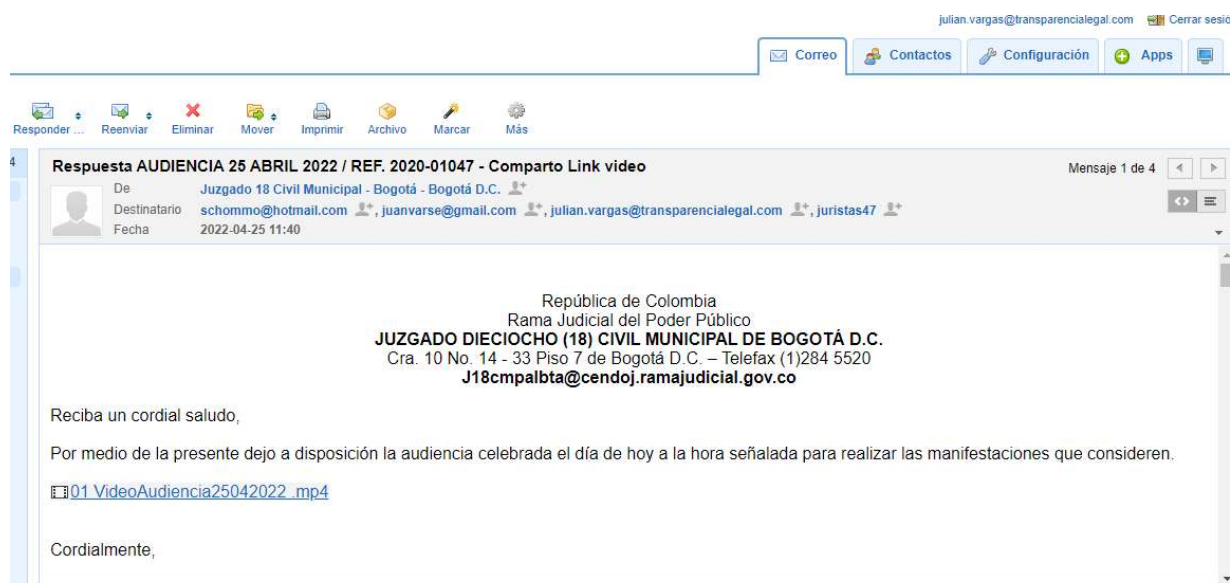 julian.vargas@transparencialegal.com Cerrar
Correo Contactos Configuración Apps
Responder ... Reenviar Eliminar Mover Imprimir Archivo Marcar Más
4
Respuesta AUDIENCIA 25 ABRIL 2022 / REF. 2020-01047 - Comparto Link video
Mensaje 1 de 4
De Juzgado 18 Civil Municipal - Bogotá - Bogotá D.C.
Destinatario schommo@hotmail.com , juanvarse@gmail.com , julian.vargas@transparencialegal.com , juristas47
Fecha 2022-04-25 11:40
República de Colombia
Rama Judicial del Poder Público
JUZGADO DIECIOCHO (18) CIVIL MUNICIPAL DE BOGOTÁ D.C.
Cra. 10 No. 14 - 33 Piso 7 de Bogotá D.C. – Telefax (1)284 5520
J18cmpalbta@cendoj.ramajudicial.gov.co
Reciba un cordial saludo,
Por medio de la presente dejo a disposición la audiencia celebrada el día de hoy a la hora señalada para realizar las manifestaciones que consideren.
01 VideoAudiencia25042022 .mp4
Cordialmente,